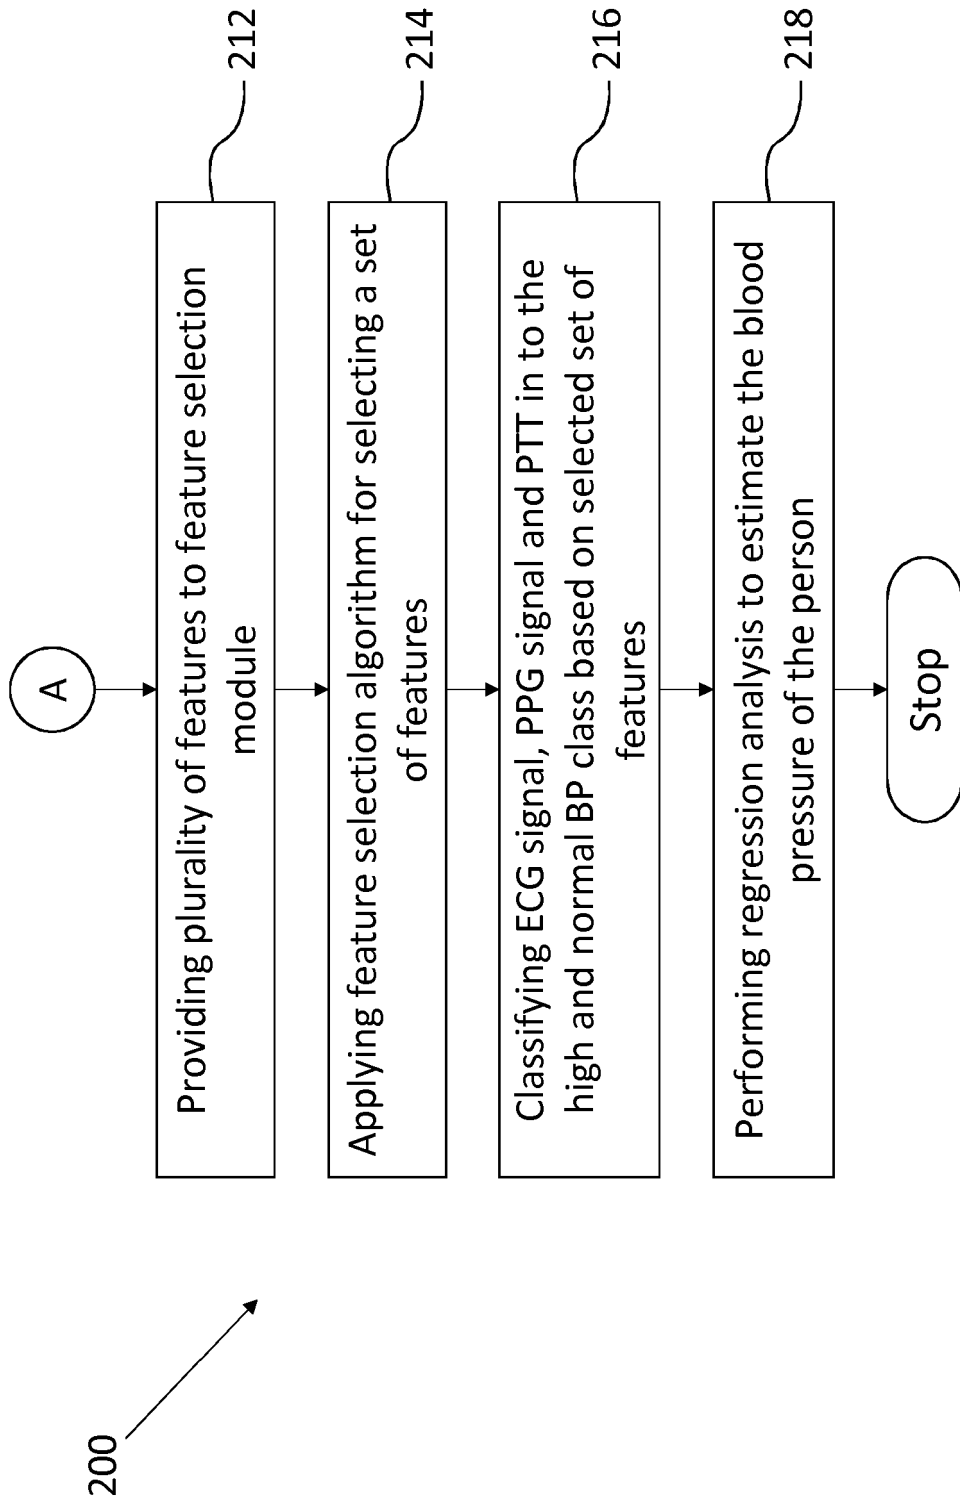 A
Providing plurality of features to feature selection
module
212
Applying feature selection algorithm for selecting a set
of features
214
Classifying ECG signal, PPG signal and PTT in to the
high and normal BP class based on selected set of
features
216
Performing regression analysis to estimate the blood
pressure of the person
218
Stop
200